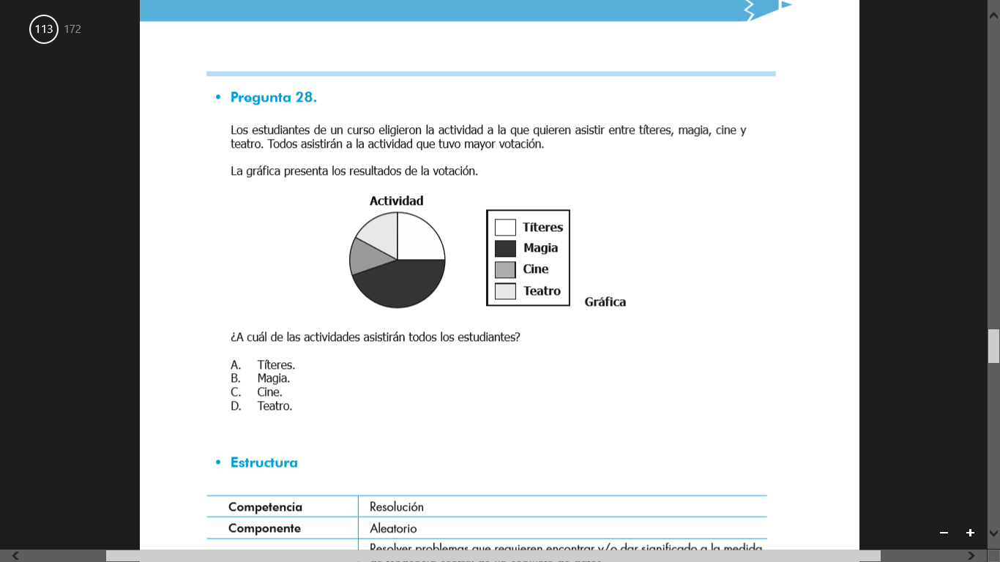 113 172
• Pregunta 28.
Los estudiantes de un curso eligieron la actividad a la que quieren asistir entre títeres, magia, cine y
teatro. Todos asistirán a la actividad que tuvo mayor votación.
La gráfica presenta los resultados de la votación.
Actividad
Títeres
Magia
Cine
Teatro
Gráfica
¿A cuál de las actividades asistirán todos los estudiantes?
A. Títeres.
B. Magia.
C. Cine.
D. Teatro.
• Estructura
Competencia Resolución
Componente Aleatorio
Resolver problemas que requieren encontrar y/o dar significado a la medida